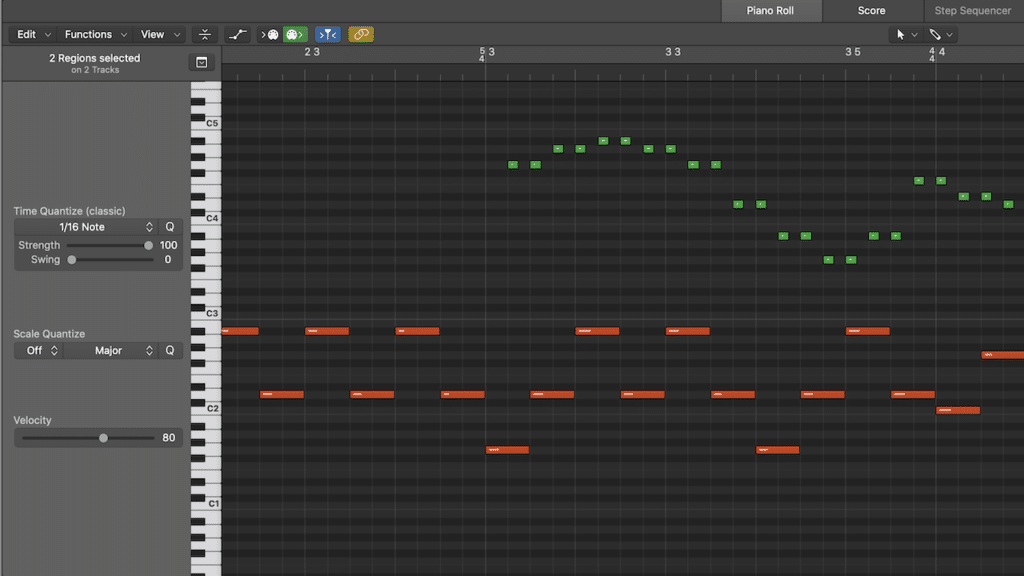 Piano Roll Score Step Sequencer
Edit Functions View
2 Regions selected
on 2 Tracks
2 3 5 3 3 3 3 5 4 4
4 4
C5
Time Quantize (classic)
1/16 Note Q
C4
Strength 100
Swing 0
C3
Scale Quantize
Off Major Q
C2
Velocity
80
C1